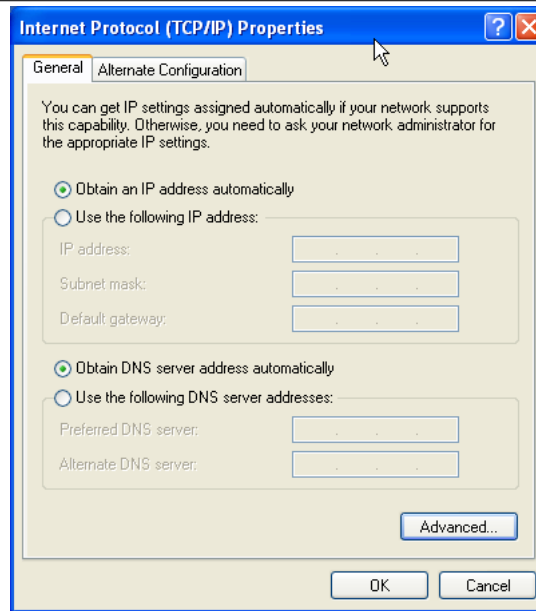 Internet Protocol (TCP/IP) Properties
General
Alternate Configuration
You can get IP settings assigned automatically if your network supports
this capability. Otherwise, you need to ask your network administrator for
the appropriate IP settings.
Obtain an IP address automatically
Use the following IP address:
IP address:
Subnet mask:
Default gateway:
Obtain DNS server address automatically
Use the following DNS server addresses:
Preferred DNS server:
Alternate DNS server:
Advanced...
OK
Cancel